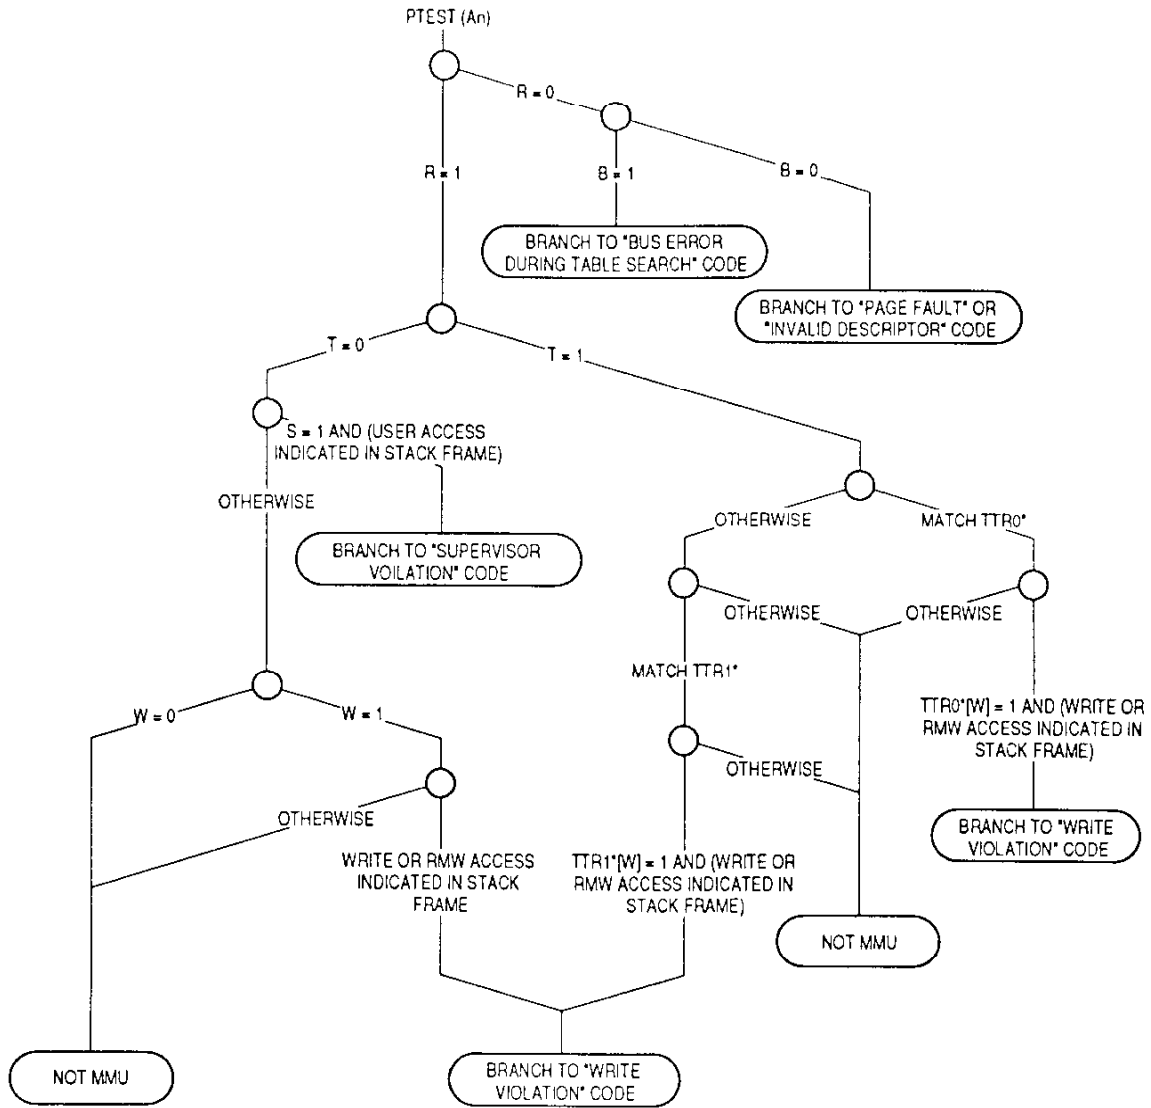 PTEST (An)
R = 0
R = 1
B = 1
B = 0
BRANCH TO "BUS ERROR
DURING TABLE SEARCH" CODE
BRANCH TO "PAGE FAULT" OR
"INVALID DESCRIPTOR" CODE
T = 0
T = 1
S = 1 AND (USER ACCESS
INDICATED IN STACK FRAME)
OTHERWISE
OTHERWISE
MATCH TTR0*
BRANCH TO "SUPERVISOR
VOILATION" CODE
OTHERWISE
OTHERWISE
MATCH TTR1*
W = 0
W = 1
TTR0*[W] = 1 AND (WRITE OR
RMW ACCESS INDICATED IN
STACK FRAME)
OTHERWISE
OTHERWISE
BRANCH TO "WRITE
VIOLATION" CODE
WRITE OR RMW ACCESS
INDICATED IN STACK
FRAME
TTR1*[W] = 1 AND (WRITE OR
RMW ACCESS INDICATED IN
STACK FRAME)
NOT MMU
NOT MMU
BRANCH TO "WRITE
VIOLATION" CODE